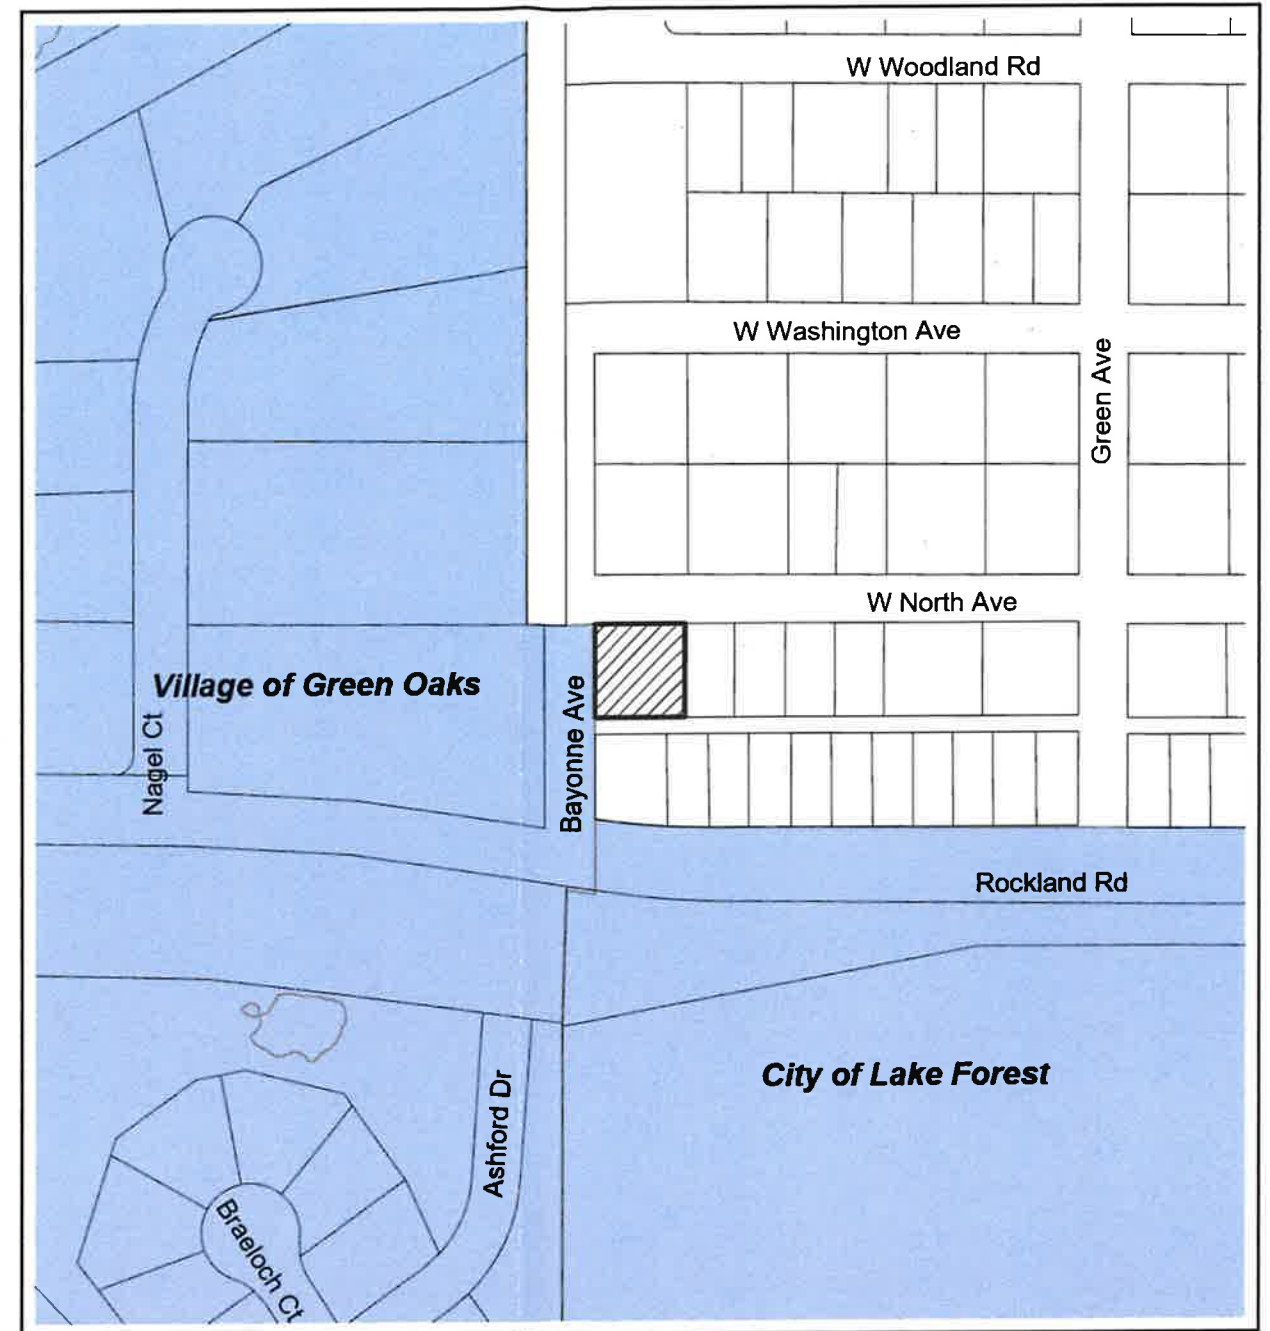 W Woodland Rd
W Washington Ave
Green Ave
W North Ave
Village of Green Oaks
Nagel Ct
Bayonne Ave
Rockland Rd
City of Lake Forest
Ashford Dr
Braeloch Ct